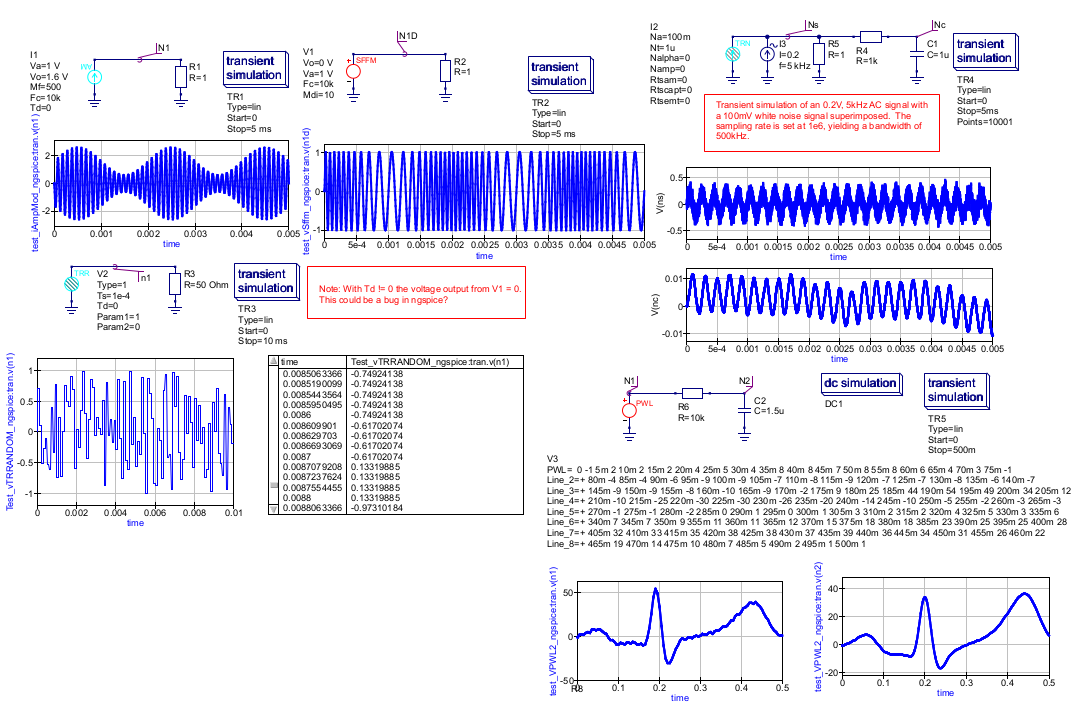 I1
Va=1 V
Vo=1.6 V
Mf=500
Fc=10k
Td=0
AM
N1
R1
R=1
transient
simulation
TR1
Type=lin
Start=0
Stop=5 ms
test_iAmpMod_ngspice:tran.v(n1)
2
0
-2
0
0.001
0.002
0.003
0.004
0.005
time
V1
Vo=0 V
Va=1 V
Fc=10k
Mdi=10
SFFM
N1D
R2
R=1
transient
simulation
TR2
Type=lin
Start=0
Stop=5 ms
test_vSffm_ngspice:tran.v(n1d)
1
0
-1
0
5e-4
0.001
0.0015
0.002
0.0025
0.003
0.0035
0.004
0.0045
0.005
time
I2
Na=100m
Nt=1u
Nalpha=0
Namp=0
Rtsam=0
Rtscapt=0
Rtsemt=0
TRN
I3
I=0.2
f=5 kHz
Ns
R5
R=1
R4
R=1k
Nc
C1
C=1u
transient
simulation
TR4
Type=lin
Start=0
Stop=5ms
Points=10001
Transient simulation of an 0.2V, 5kHz AC signal with
a 100mV white noise signal superimposed. The
sampling rate is set at 1e6, yielding a bandwidth of
500kHz.
V(ns)
0.5
0
-0.5
0
5e-4
0.001
0.0015
0.002
0.0025
0.003
0.0035
0.004
0.0045
0.005
time
V(nc)
0.01
0
-0.01
0
5e-4
0.001
0.0015
0.002
0.0025
0.003
0.0035
0.004
0.0045
0.005
time
TRR
V2
Type=1
Ts=1e-4
Td=0
Param1=1
Param2=0
n1
R3
R=50 Ohm
transient
simulation
TR3
Type=lin
Start=0
Stop=10 ms
Note: With Td != 0 the voltage output from V1 = 0.
This could be a bug in ngspice?
Test_vTRRANDOM_ngspice:tran.v(n1)
1
0.5
0
-0.5
-1
0
0.002
0.004
0.006
0.008
0.01
time
time Test_vTRRANDOM_ngspice:tran.v(n1)
0.0085063366 -0.74924138
0.0085190099 -0.74924138
0.0085443564 -0.74924138
0.0085950495 -0.74924138
0.0086 -0.74924138
0.008609901 -0.61702074
0.008629703 -0.61702074
0.0086693069 -0.61702074
0.0087 -0.61702074
0.0087079208 0.13319885
0.0087237624 0.13319885
0.0087554455 0.13319885
0.0088 0.13319885
0.0088063366 -0.97310184
N1
PWL
R6
R=10k
N2
C2
C=1.5u
dc simulation
DC1
transient
simulation
TR5
Type=lin
Start=0
Stop=500m
V3
PWL= 0 -1 5m 2 10m 2 15m 2 20m 4 25m 5 30m 4 35m 8 40m 8 45m 7 50m 8 55m 8 60m 6 65m 4 70m 3 75m -1
Line_2=+ 80m -4 85m -4 90m -6 95m -9 100m -9 105m -7 110m -8 115m -9 120m -7 125m -7 130m -8 135m -6 140m -7
Line_3=+ 145m -9 150m -9 155m -8 160m -10 165m -9 170m -2 175m 9 180m 25 185m 44 190m 54 195m 49 200m 34 205m 12
Line_4=+ 210m -10 215m -25 220m -30 225m -30 230m -26 235m -20 240m -14 245m -10 250m -5 255m -2 260m -3 265m -3
Line_5=+ 270m -1 275m -1 280m -2 285m 0 290m 1 295m 0 300m 1 305m 3 310m 2 315m 2 320m 4 325m 5 330m 3 335m 6
Line_6=+ 340m 7 345m 7 350m 9 355m 11 360m 11 365m 12 370m 15 375m 18 380m 18 385m 23 390m 25 395m 25 400m 28
Line_7=+ 405m 32 410m 33 415m 35 420m 38 425m 38 430m 37 435m 39 440m 36 445m 34 450m 31 455m 26 460m 22
Line_8=+ 465m 19 470m 14 475m 10 480m 7 485m 5 490m 2 495m 1 500m 1
test_VPWL2_ngspice:tran.v(n1)
50
0
-50
R8
0.1
0.2
0.3
0.4
0.5
time
test_VPWL2_ngspice:tran.v(n2)
40
20
0
-20
0
0.1
0.2
0.3
0.4
0.5
time